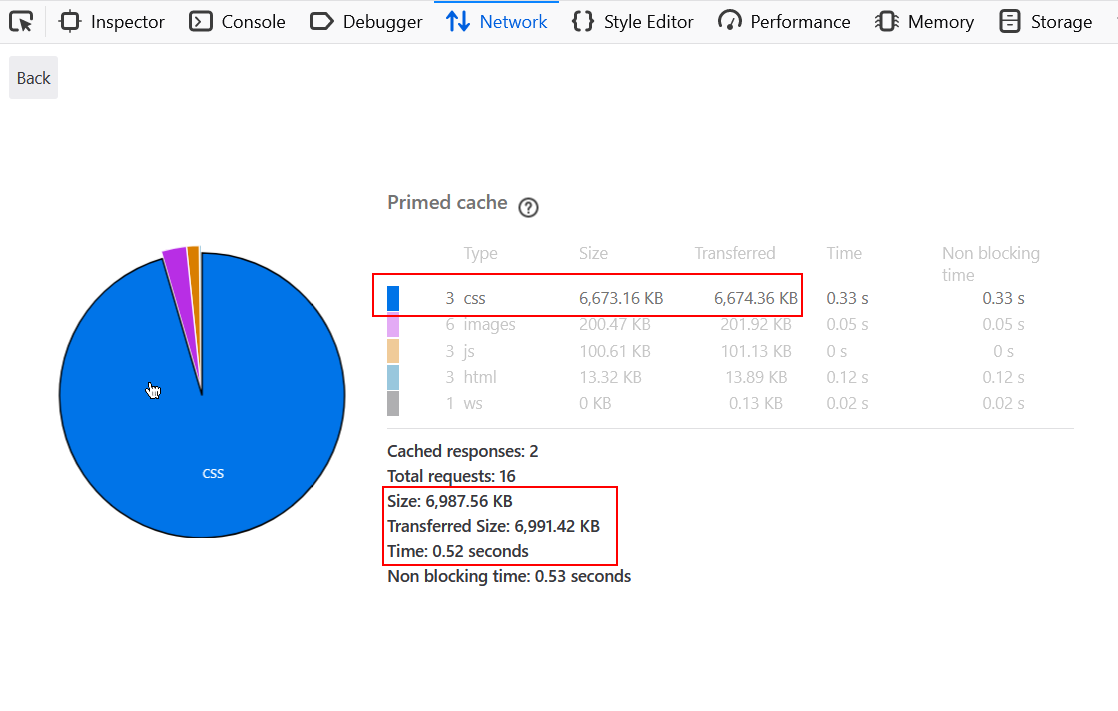 Inspector Console Debugger Network Style Editor Performance Memory Storage
Back
Primed cache ?
Type Size Transferred Time Non blocking
time
3 css 6,673.16 KB 6,674.36 KB 0.33 s 0.33 s
6 images 200.47 KB 201.92 KB 0.05 s 0.05 s
3 js 100.61 KB 101.13 KB 0 s 0 s
3 html 13.32 KB 13.89 KB 0.12 s 0.12 s
1 ws 0 KB 0.13 KB 0.02 s 0.02 s
css
Cached responses: 2
Total requests: 16
Size: 6,987.56 KB
Transferred Size: 6,991.42 KB
Time: 0.52 seconds
Non blocking time: 0.53 seconds